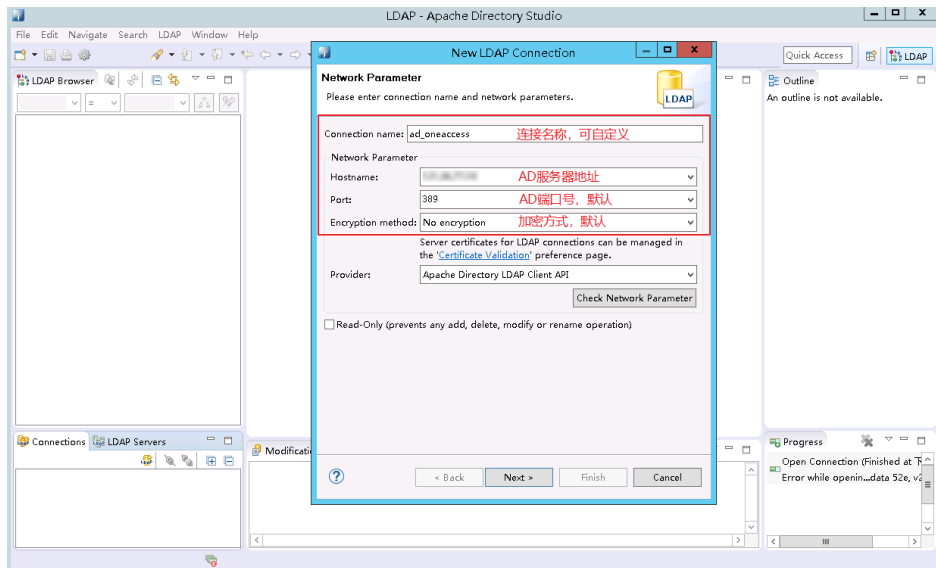 LDAP - Apache Directory Studio
File Edit Navigate Search LDAP Window Help
Quick Access
LDAP
LDAP Browser
=
Outline
An outline is not available.
New LDAP Connection
Network Parameter
Please enter connection name and network parameters.
LDAP
Connection name: ad_oneaccess 连接名称，可自定义
Network Parameter
Hostname: AD服务器地址
Port: 389 AD端口号，默认
Encryption method: No encryption 加密方式，默认
Server certificates for LDAP connections can be managed in
the 'Certificate Validation' preference page.
Provider: Apache Directory LDAP Client API
Check Network Parameter
Read-Only (prevents any add, delete, modify or rename operation)
< Back Next > Finish Cancel
Connections LDAP Servers
Modificati
Progress
Open Connection (Finished at
Error while openin...data 52e, v2